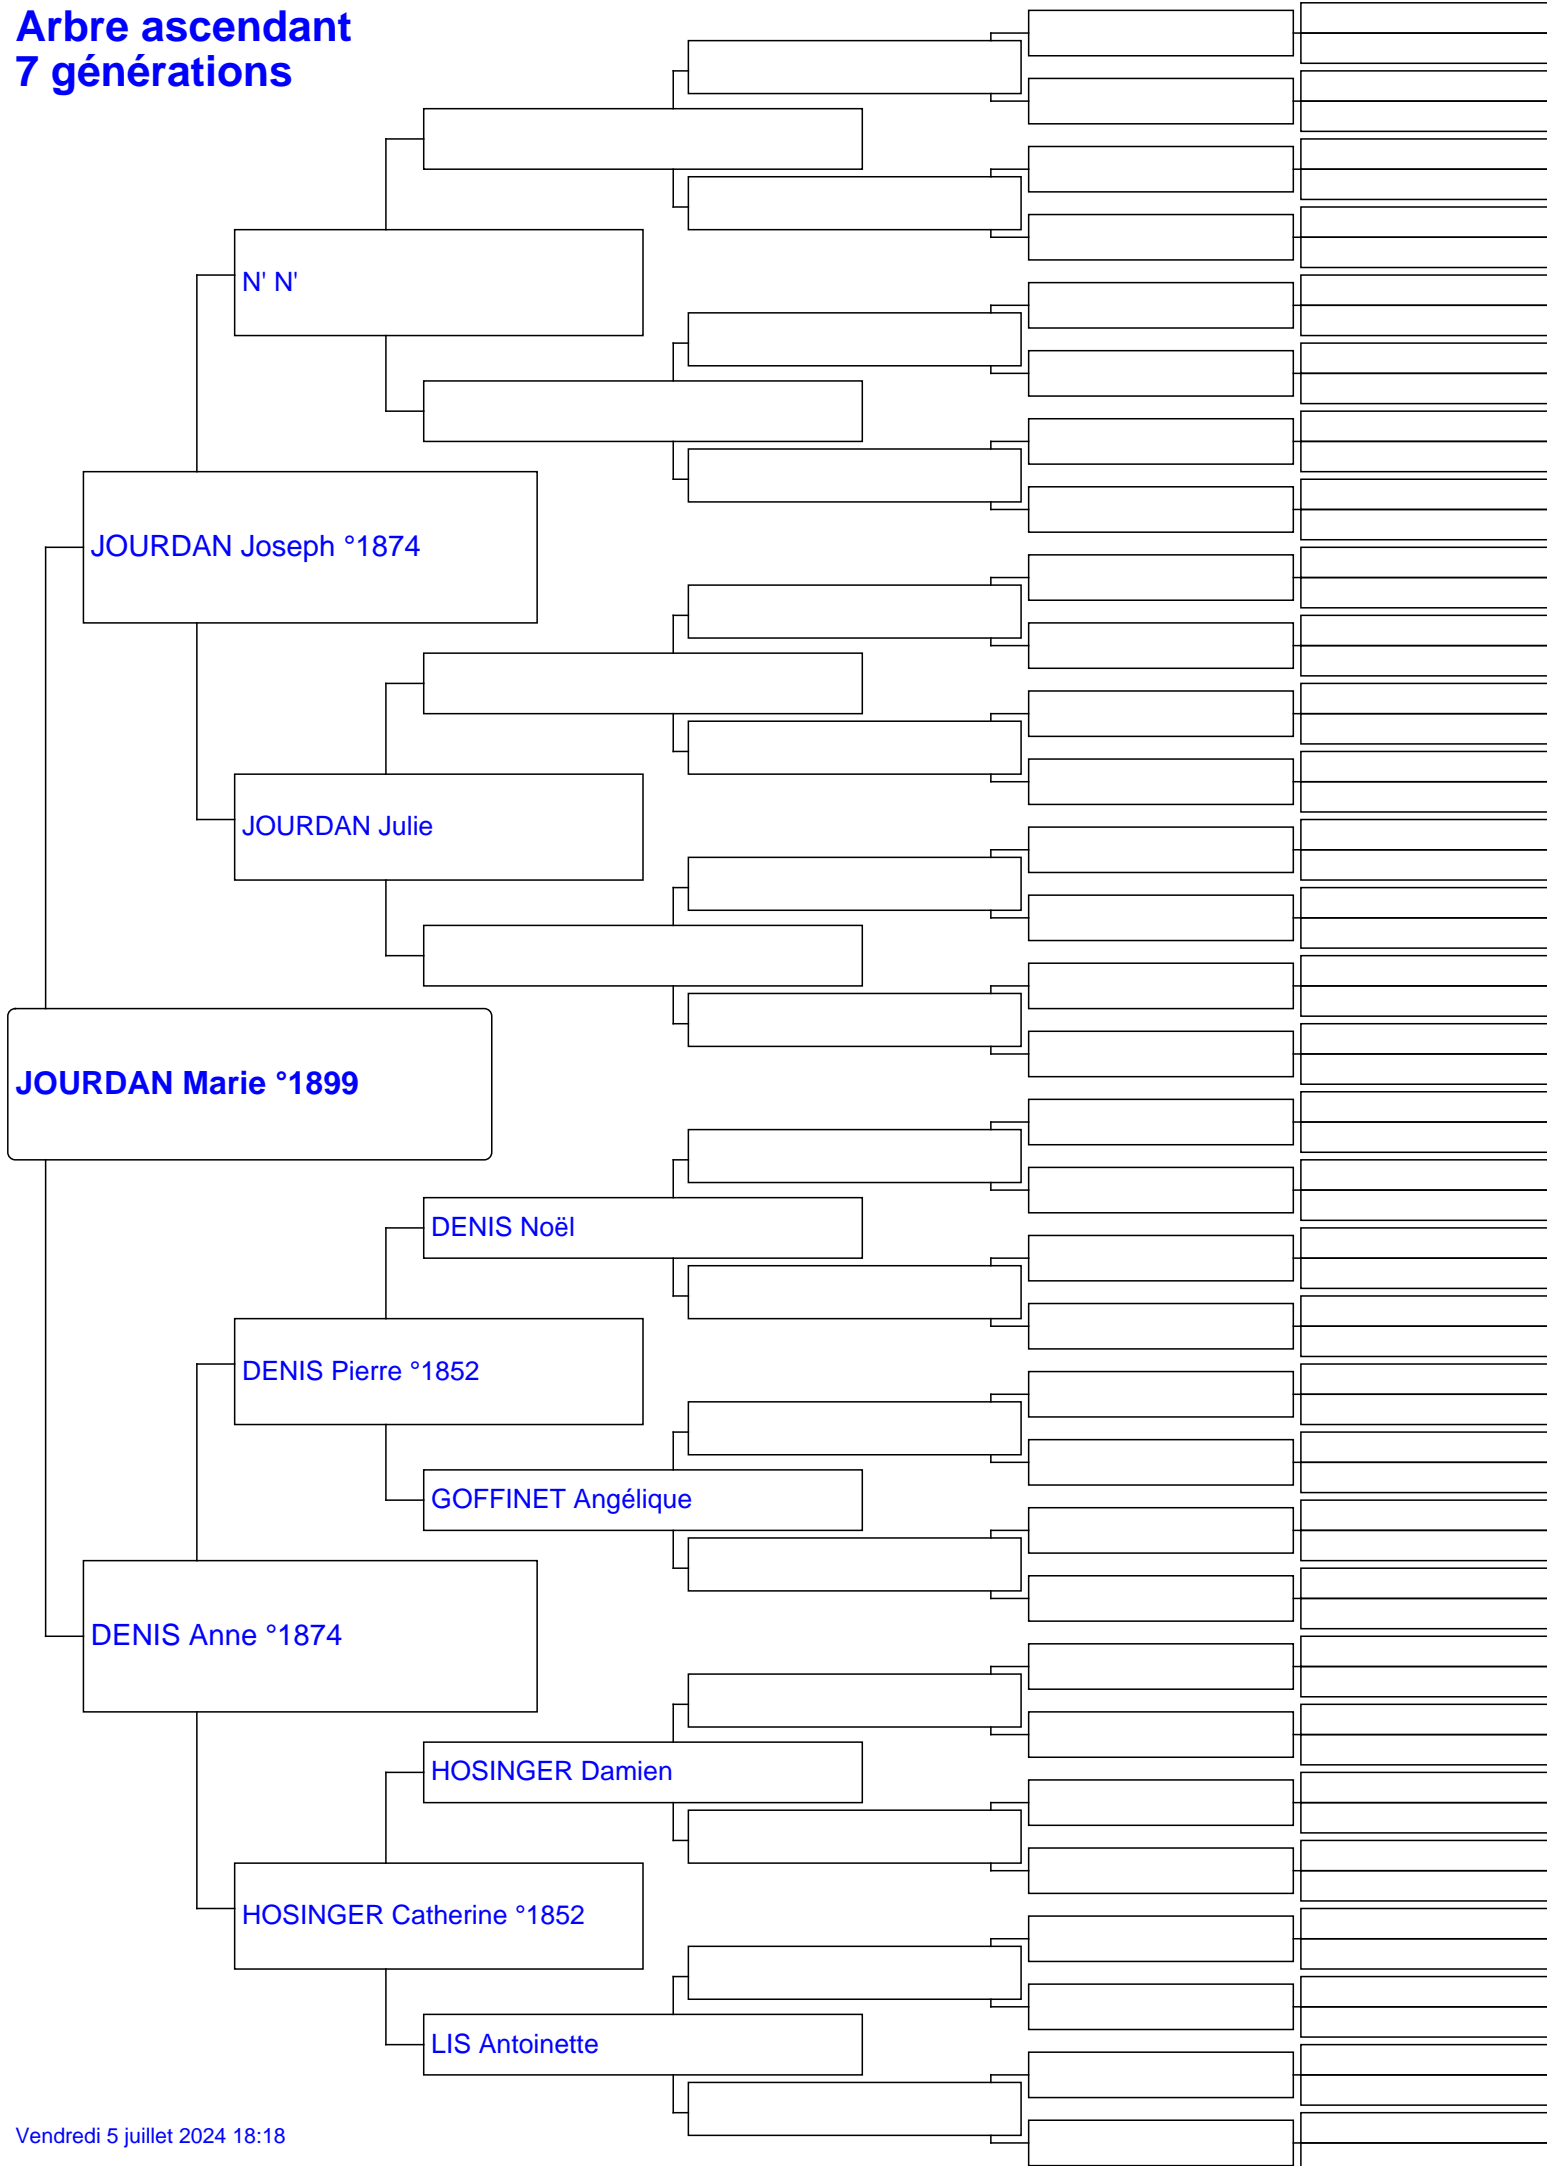 Arbre ascendant
7 générations
N' N'
JOURDAN Joseph °1874
JOURDAN Julie
JOURDAN Marie °1899
DENIS Noël
DENIS Pierre °1852
GOFFINET Angélique
DENIS Anne °1874
HOSINGER Damien
HOSINGER Catherine °1852
LIS Antoinette
Vendredi 5 juillet 2024 18:18